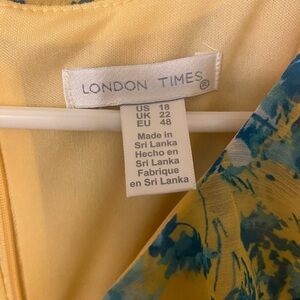 LONDON TIMES®
US 18
UK 22
EU 48
Made in
Sri Lanka
Hecho en
Sri Lanka
Fabrique
en Sri Lanka